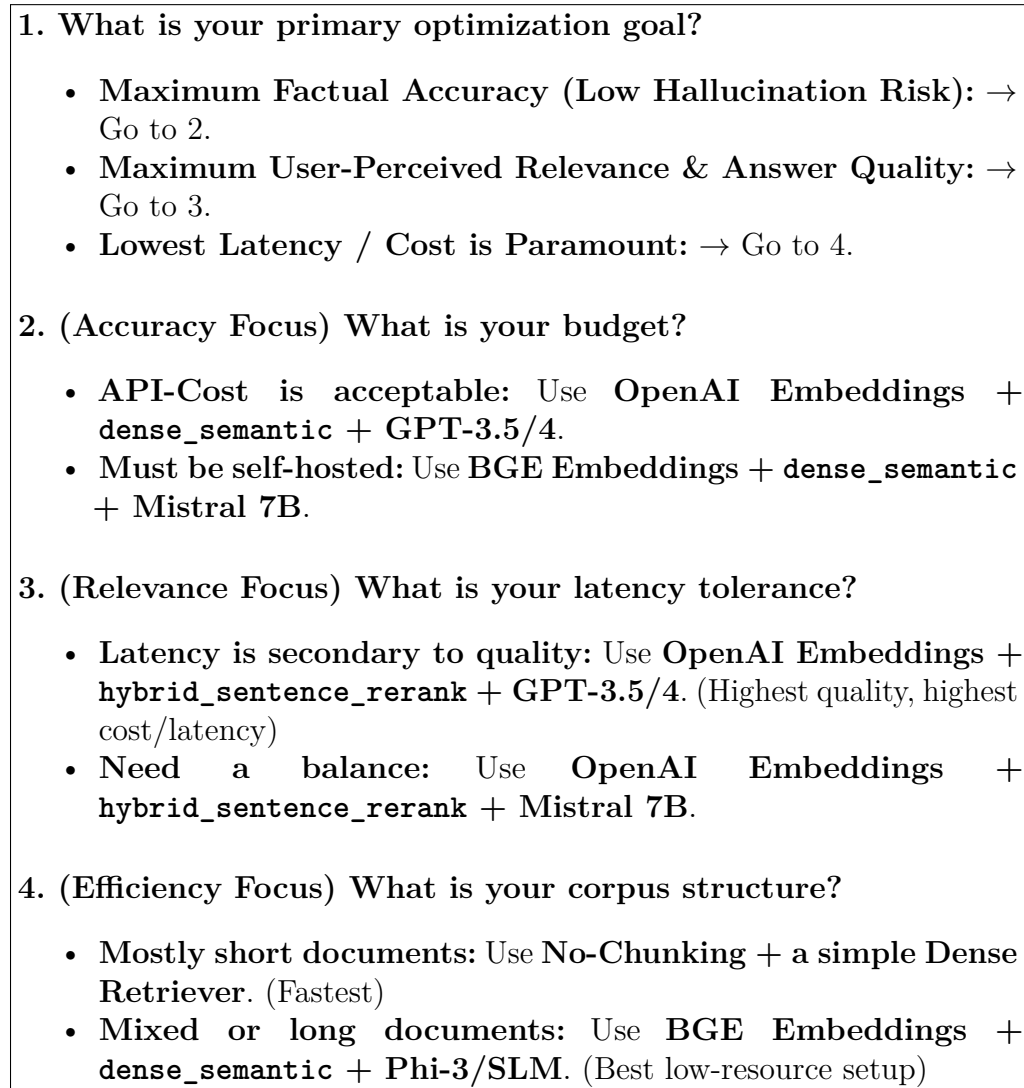 1. What is your primary optimization goal?
• Maximum Factual Accuracy (Low Hallucination Risk): →
Go to 2.
• Maximum User-Perceived Relevance & Answer Quality: →
Go to 3.
• Lowest Latency / Cost is Paramount: → Go to 4.
2. (Accuracy Focus) What is your budget?
• API-Cost is acceptable: Use OpenAI Embeddings +
dense_semantic + GPT-3.5/4.
• Must be self-hosted: Use BGE Embeddings + dense_semantic
+ Mistral 7B.
3. (Relevance Focus) What is your latency tolerance?
• Latency is secondary to quality: Use OpenAI Embeddings +
hybrid_sentence_rerank + GPT-3.5/4. (Highest quality, highest
cost/latency)
• Need a balance: Use OpenAI Embeddings +
hybrid_sentence_rerank + Mistral 7B.
4. (Efficiency Focus) What is your corpus structure?
• Mostly short documents: Use No-Chunking + a simple Dense
Retriever. (Fastest)
• Mixed or long documents: Use BGE Embeddings +
dense_semantic + Phi-3/SLM. (Best low-resource setup)